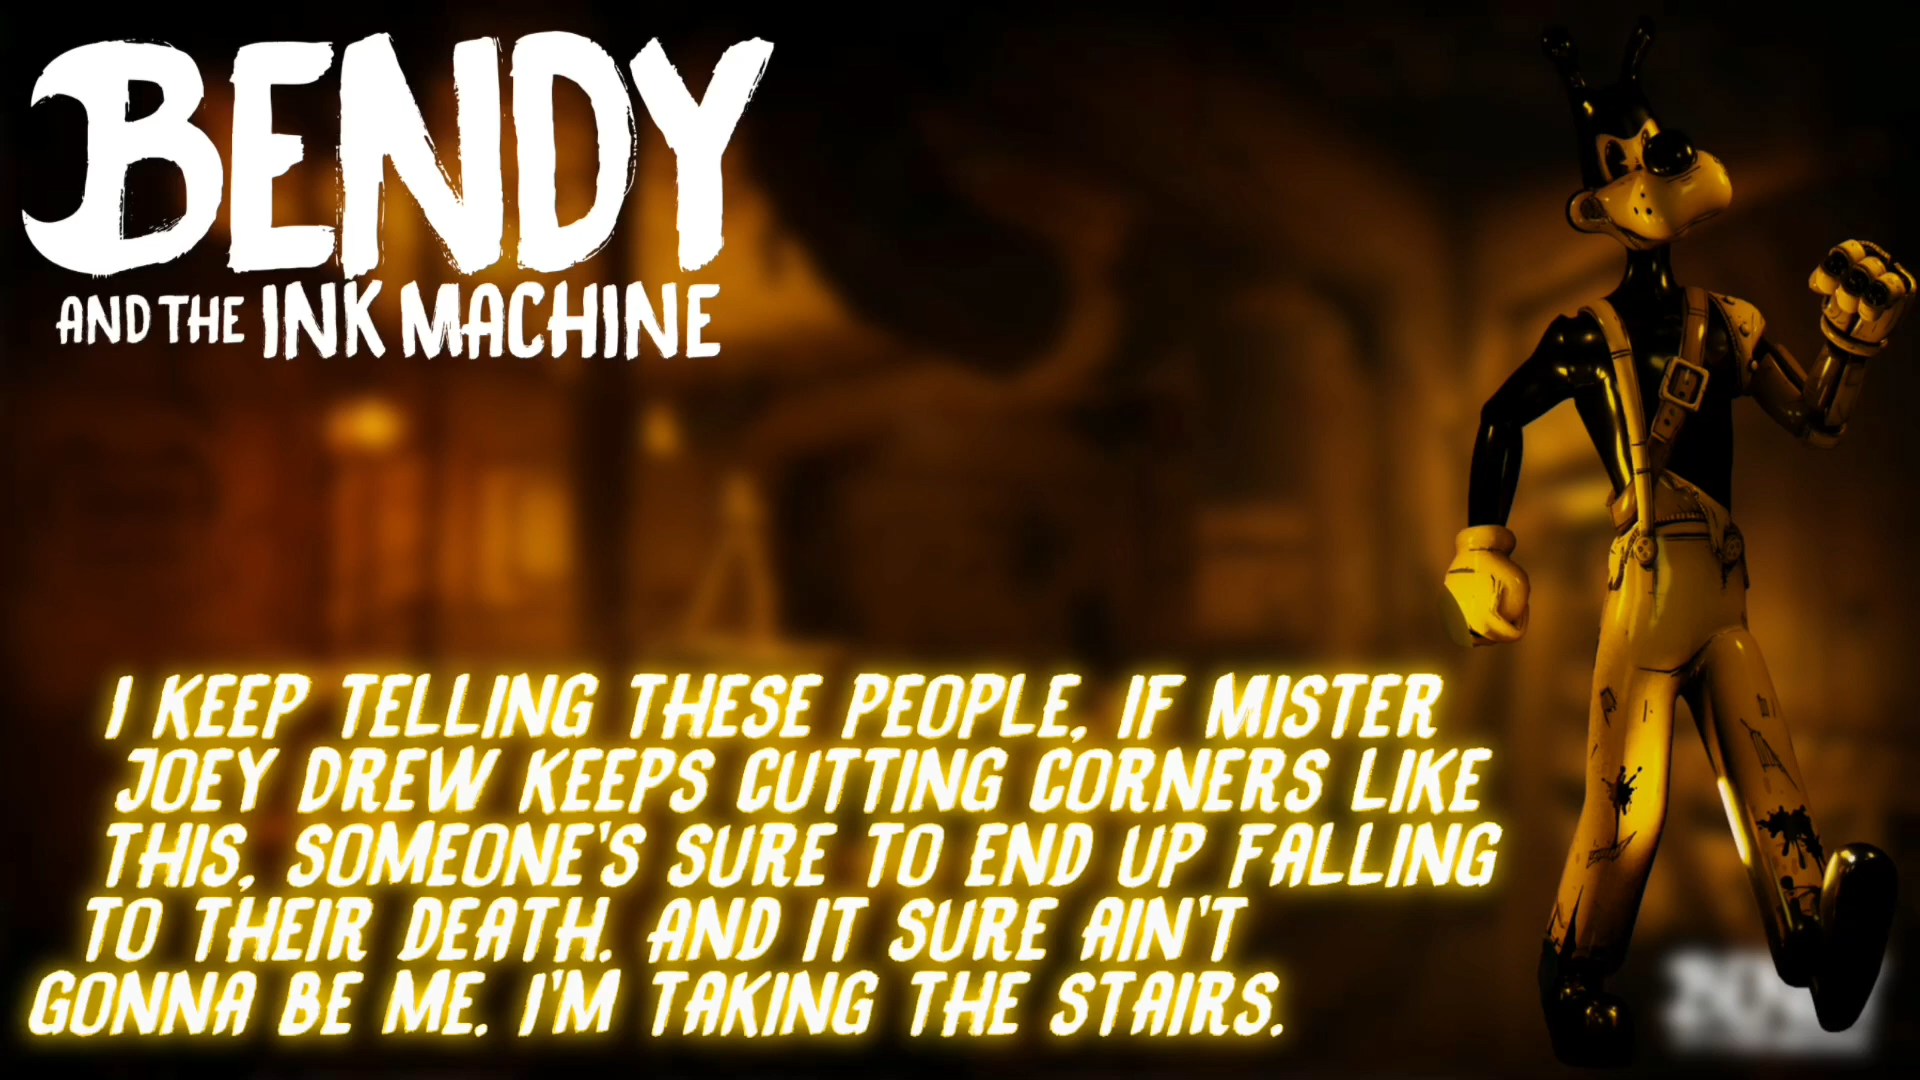 BENDY
AND THE INK MACHINE
I KEEP TELLING THESE PEOPLE, IF MISTER
JOEY DREW KEEPS CUTTING CORNERS LIKE
THIS, SOMEONE'S SURE TO END UP FALLING
TO THEIR DEATH. AND IT SURE AIN'T
GONNA BE ME. I'M TAKING THE STAIRS.